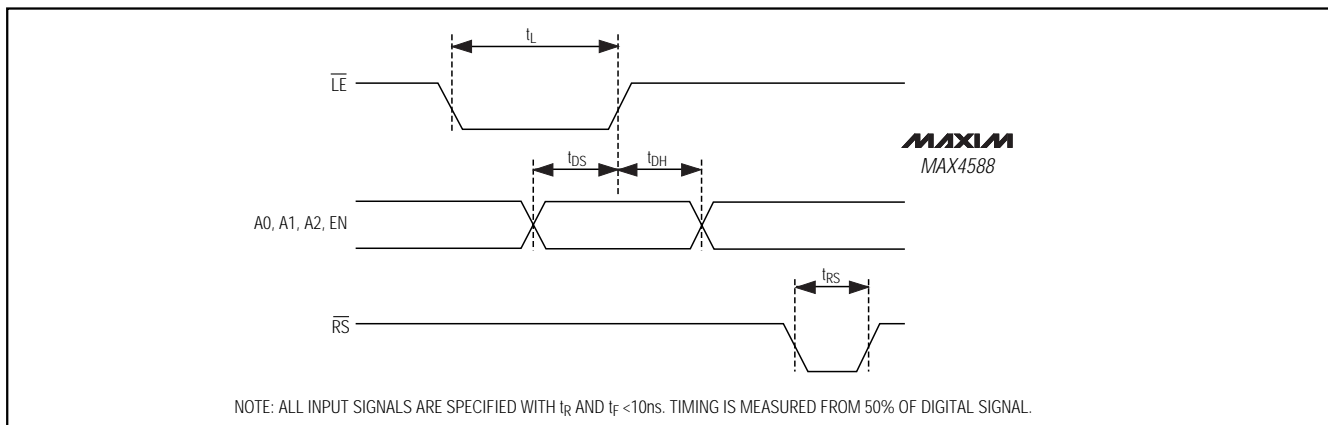 tL
LE
MAXIM
MAX4588
tDS
tDH
A0, A1, A2, EN
tRS
RS
NOTE: ALL INPUT SIGNALS ARE SPECIFIED WITH tR AND tF <10ns. TIMING IS MEASURED FROM 50% OF DIGITAL SIGNAL.